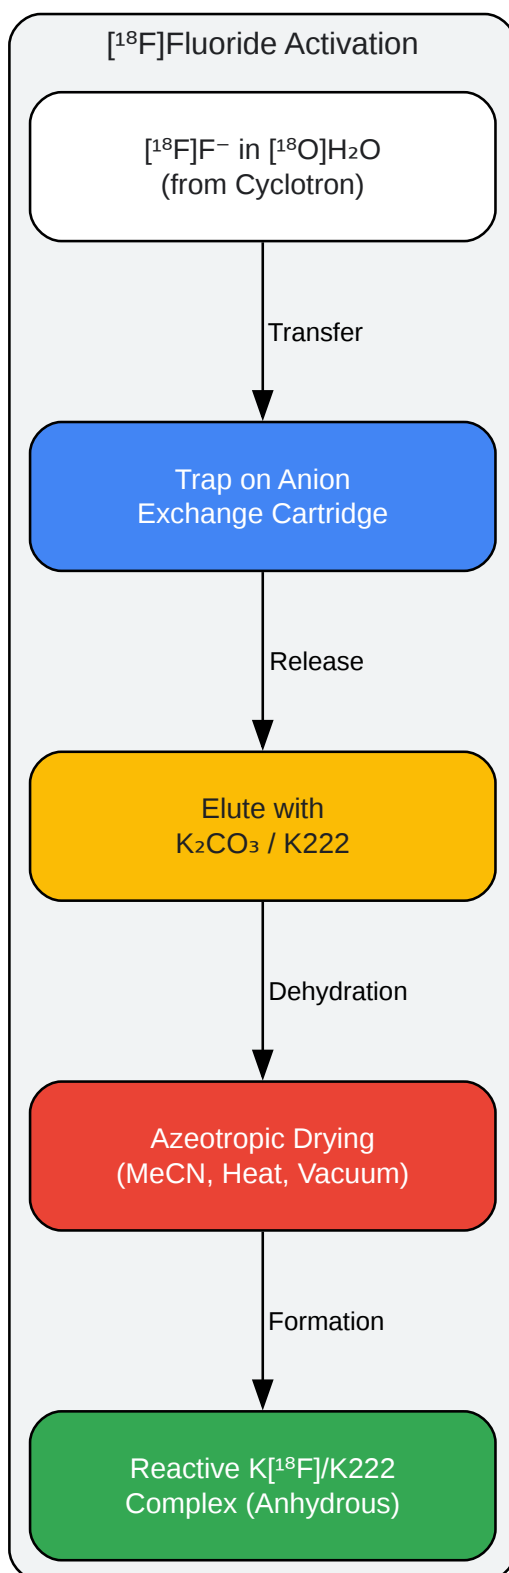 [¹⁸F]Fluoride Activation
[¹⁸F]F⁻ in [¹⁸O]H₂O
(from Cyclotron)
Transfer
Trap on Anion
Exchange Cartridge
Release
Elute with
K₂CO₃ / K222
Dehydration
Azeotropic Drying
(MeCN, Heat, Vacuum)
Formation
Reactive K[¹⁸F]/K222
Complex (Anhydrous)